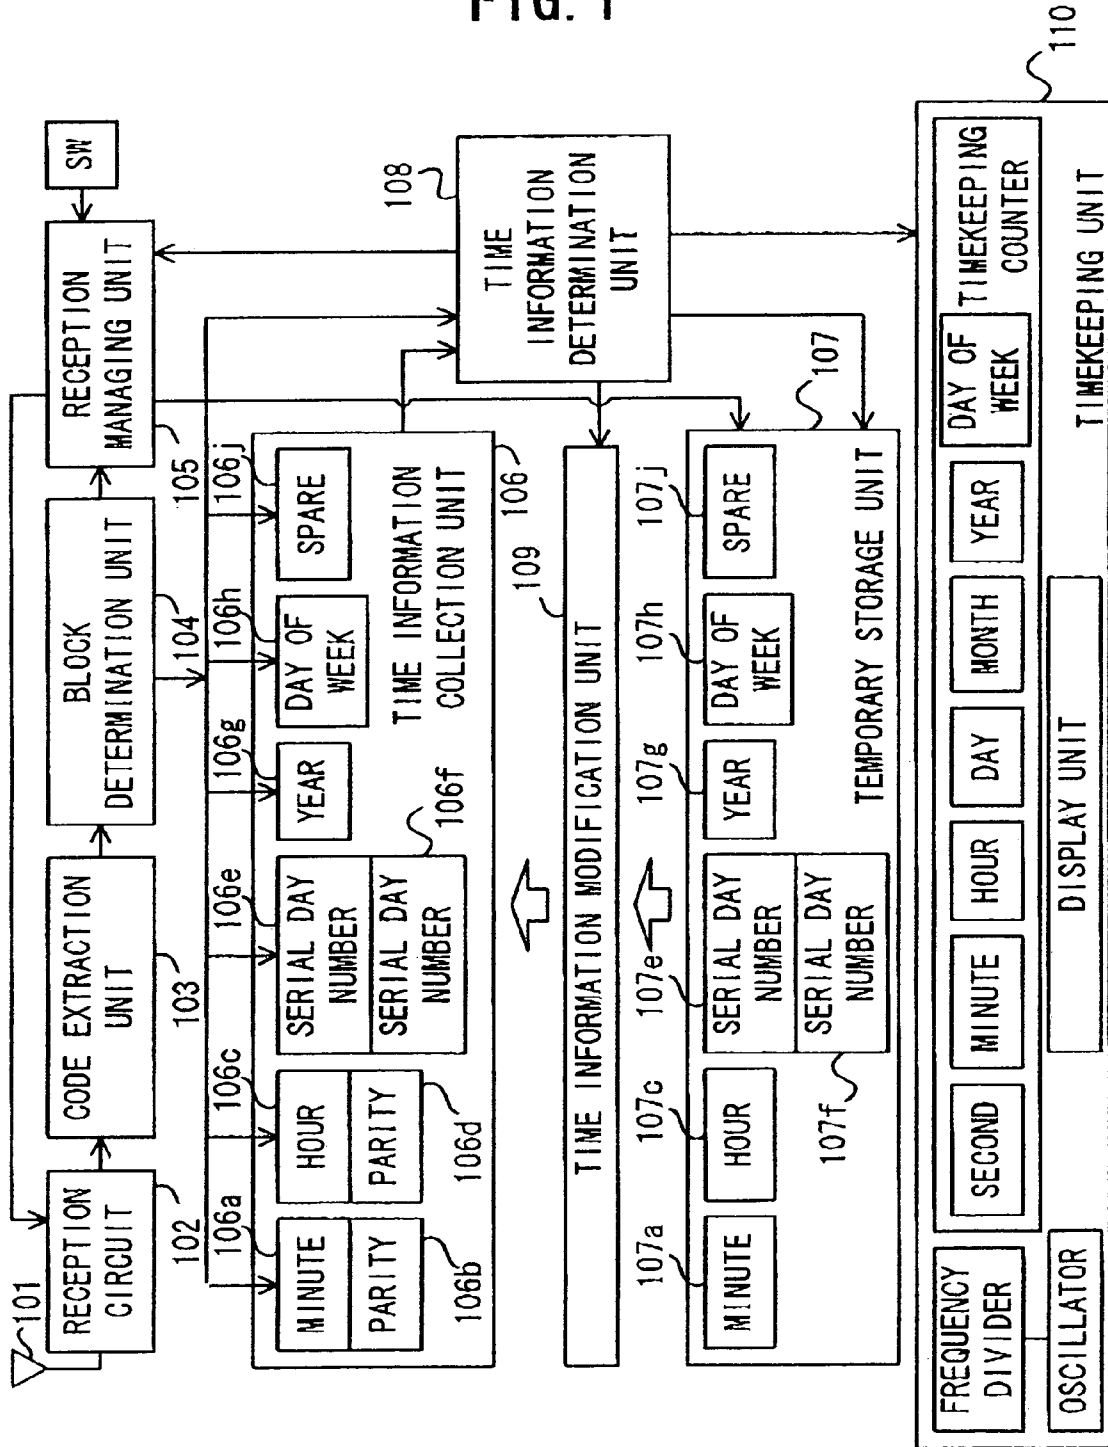 FIG. 1
101
RECEPTION
CIRCUIT
102
CODE EXTRACTION
UNIT
103
BLOCK
DETERMINATION UNIT
104
RECEPTION
MANAGING UNIT
105
SW
106a
MINUTE
PARITY
106b
106c
HOUR
PARITY
106d
106e
SERIAL DAY
NUMBER
SERIAL DAY
NUMBER
106f
106g
YEAR
106h
DAY OF
WEEK
106j
SPARE
TIME INFORMATION
COLLECTION UNIT
106
108
TIME
INFORMATION
DETERMINATION
UNIT
TIME INFORMATION MODIFICATION UNIT
109
107a
MINUTE
107c
HOUR
107e
SERIAL DAY
NUMBER
SERIAL DAY
NUMBER
107f
107g
YEAR
107h
DAY OF
WEEK
107j
SPARE
TEMPORARY STORAGE UNIT
107
FREQUENCY
DIVIDER
OSCILLATOR
SECOND
MINUTE
HOUR
DAY
MONTH
YEAR
DAY OF
WEEK
TIMEKEEPING
COUNTER
DISPLAY UNIT
TIMEKEEPING UNIT
110